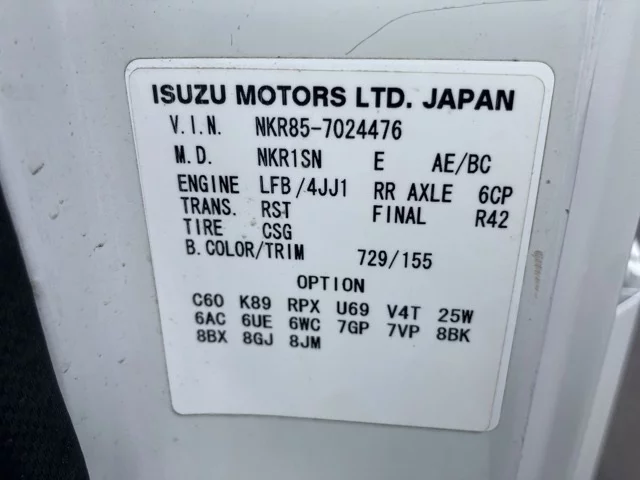 ISUZU MOTORS LTD. JAPAN
V.I.N. NKR85-7024476
M.D. NKR1SN E AE/BC
ENGINE LFB/4JJ1 RR AXLE 6CP
TRANS. RST FINAL R42
TIRE CSG
B.COLOR/TRIM 729/155
OPTION
C60 K89 RPX U69 V4T 25W
6AC 6UE 6WC 7GP 7VP 8BK
8BX 8GJ 8JM